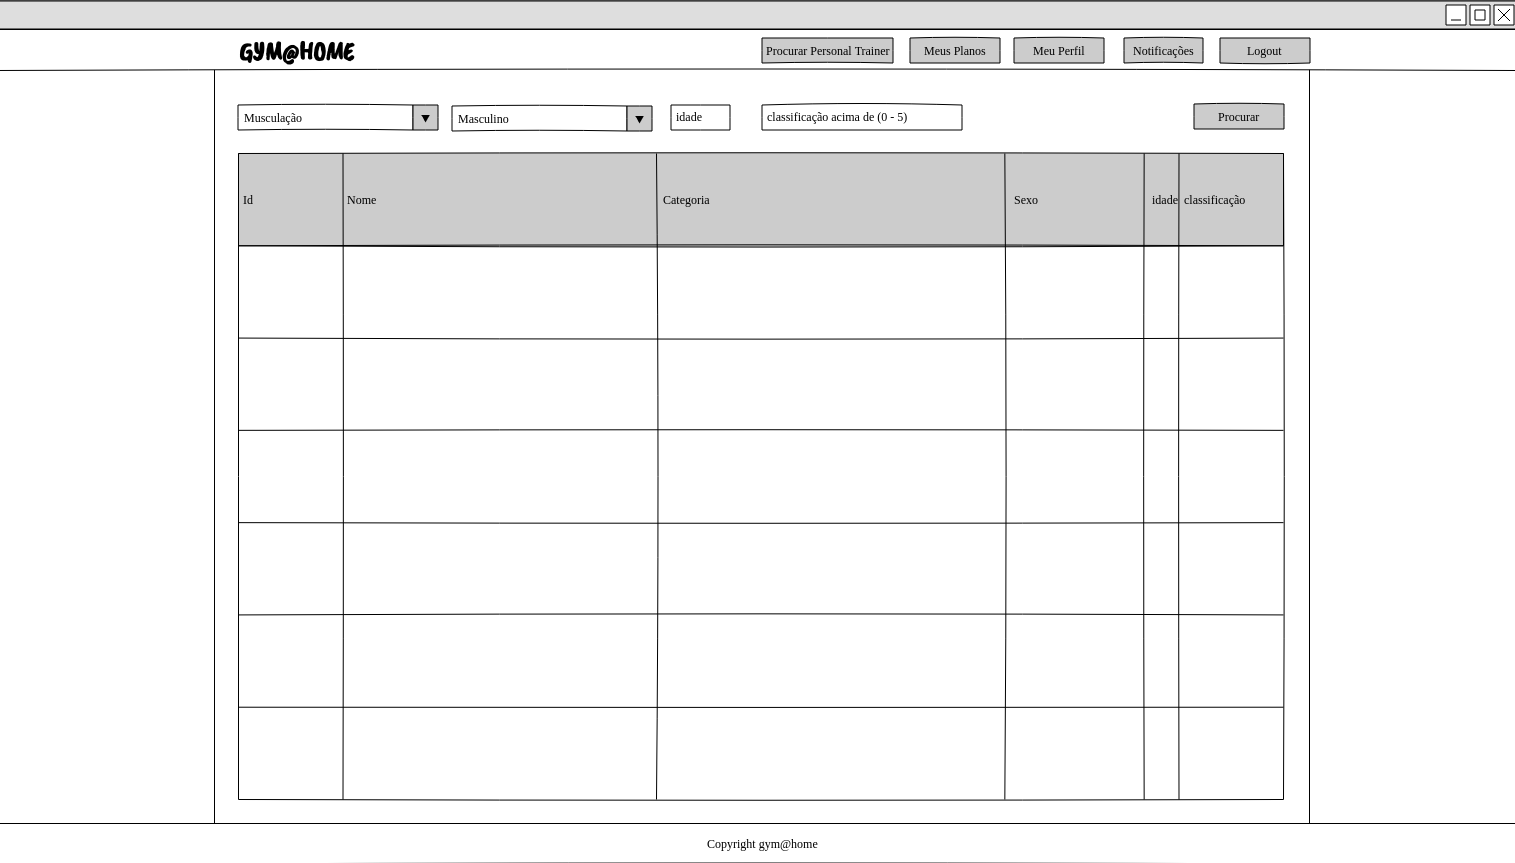 GYM@HOME
Procurar Personal Trainer
Meus Planos
Meu Perfil
Notificações
Logout
Musculação
Masculino
idade
classificação acima de (0 - 5)
Procurar
Id
Nome
Categoria
Sexo
idade
classificação
Copyright gym@home